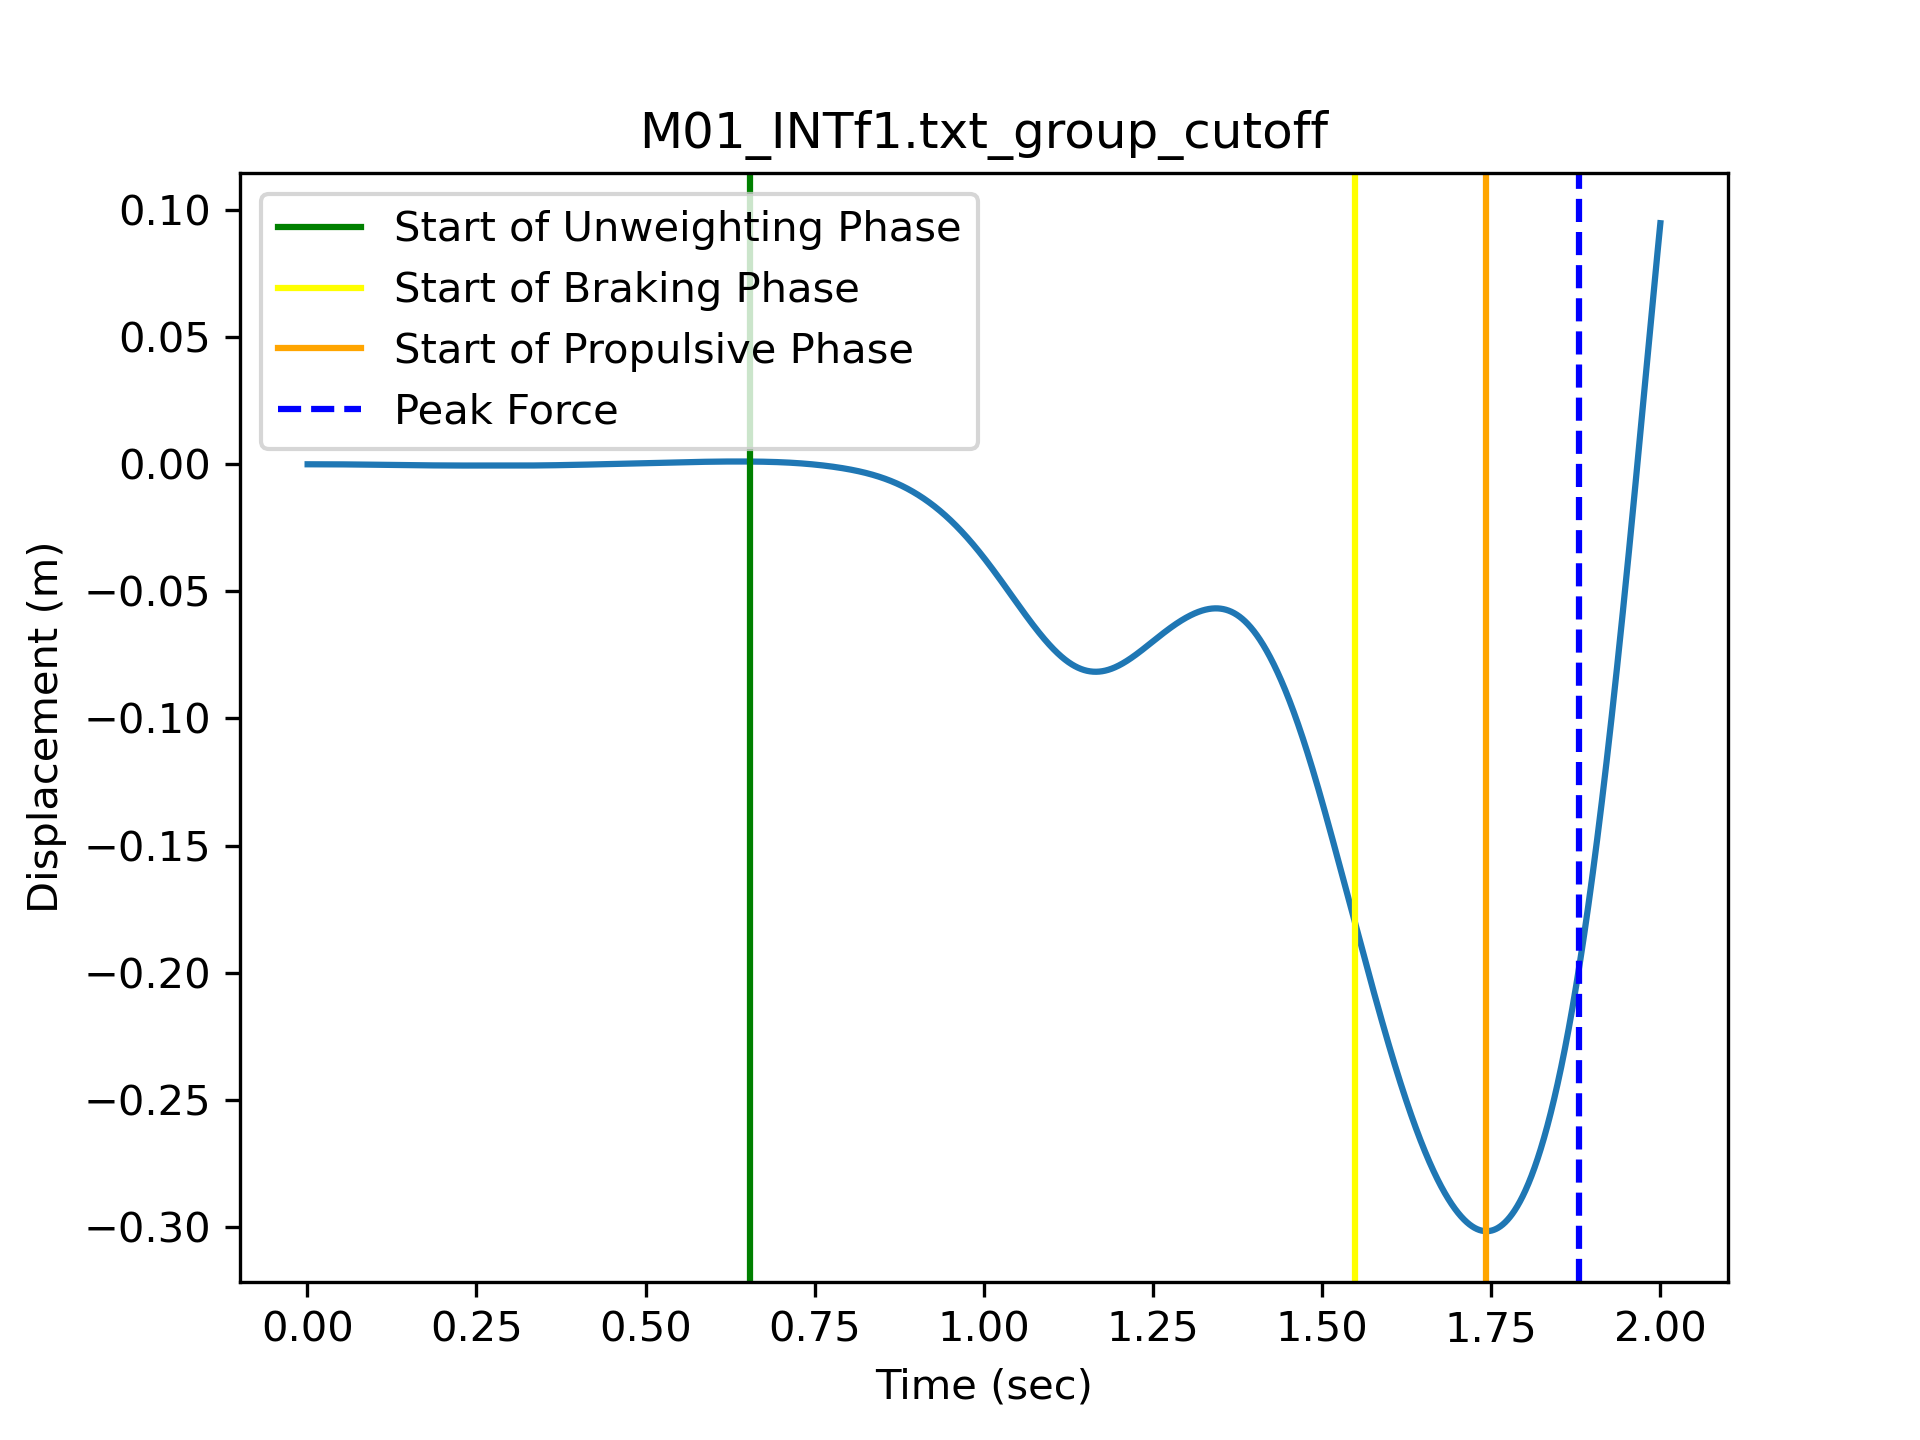 M01_INTf1.txt_group_cutoff
Start of Unweighting Phase
Start of Braking Phase
Start of Propulsive Phase
Peak Force
0.10
0.05
0.00
−0.05
−0.10
−0.15
−0.20
−0.25
−0.30
Displacement (m)
0.00 0.25 0.50 0.75 1.00 1.25 1.50 1.75 2.00
Time (sec)